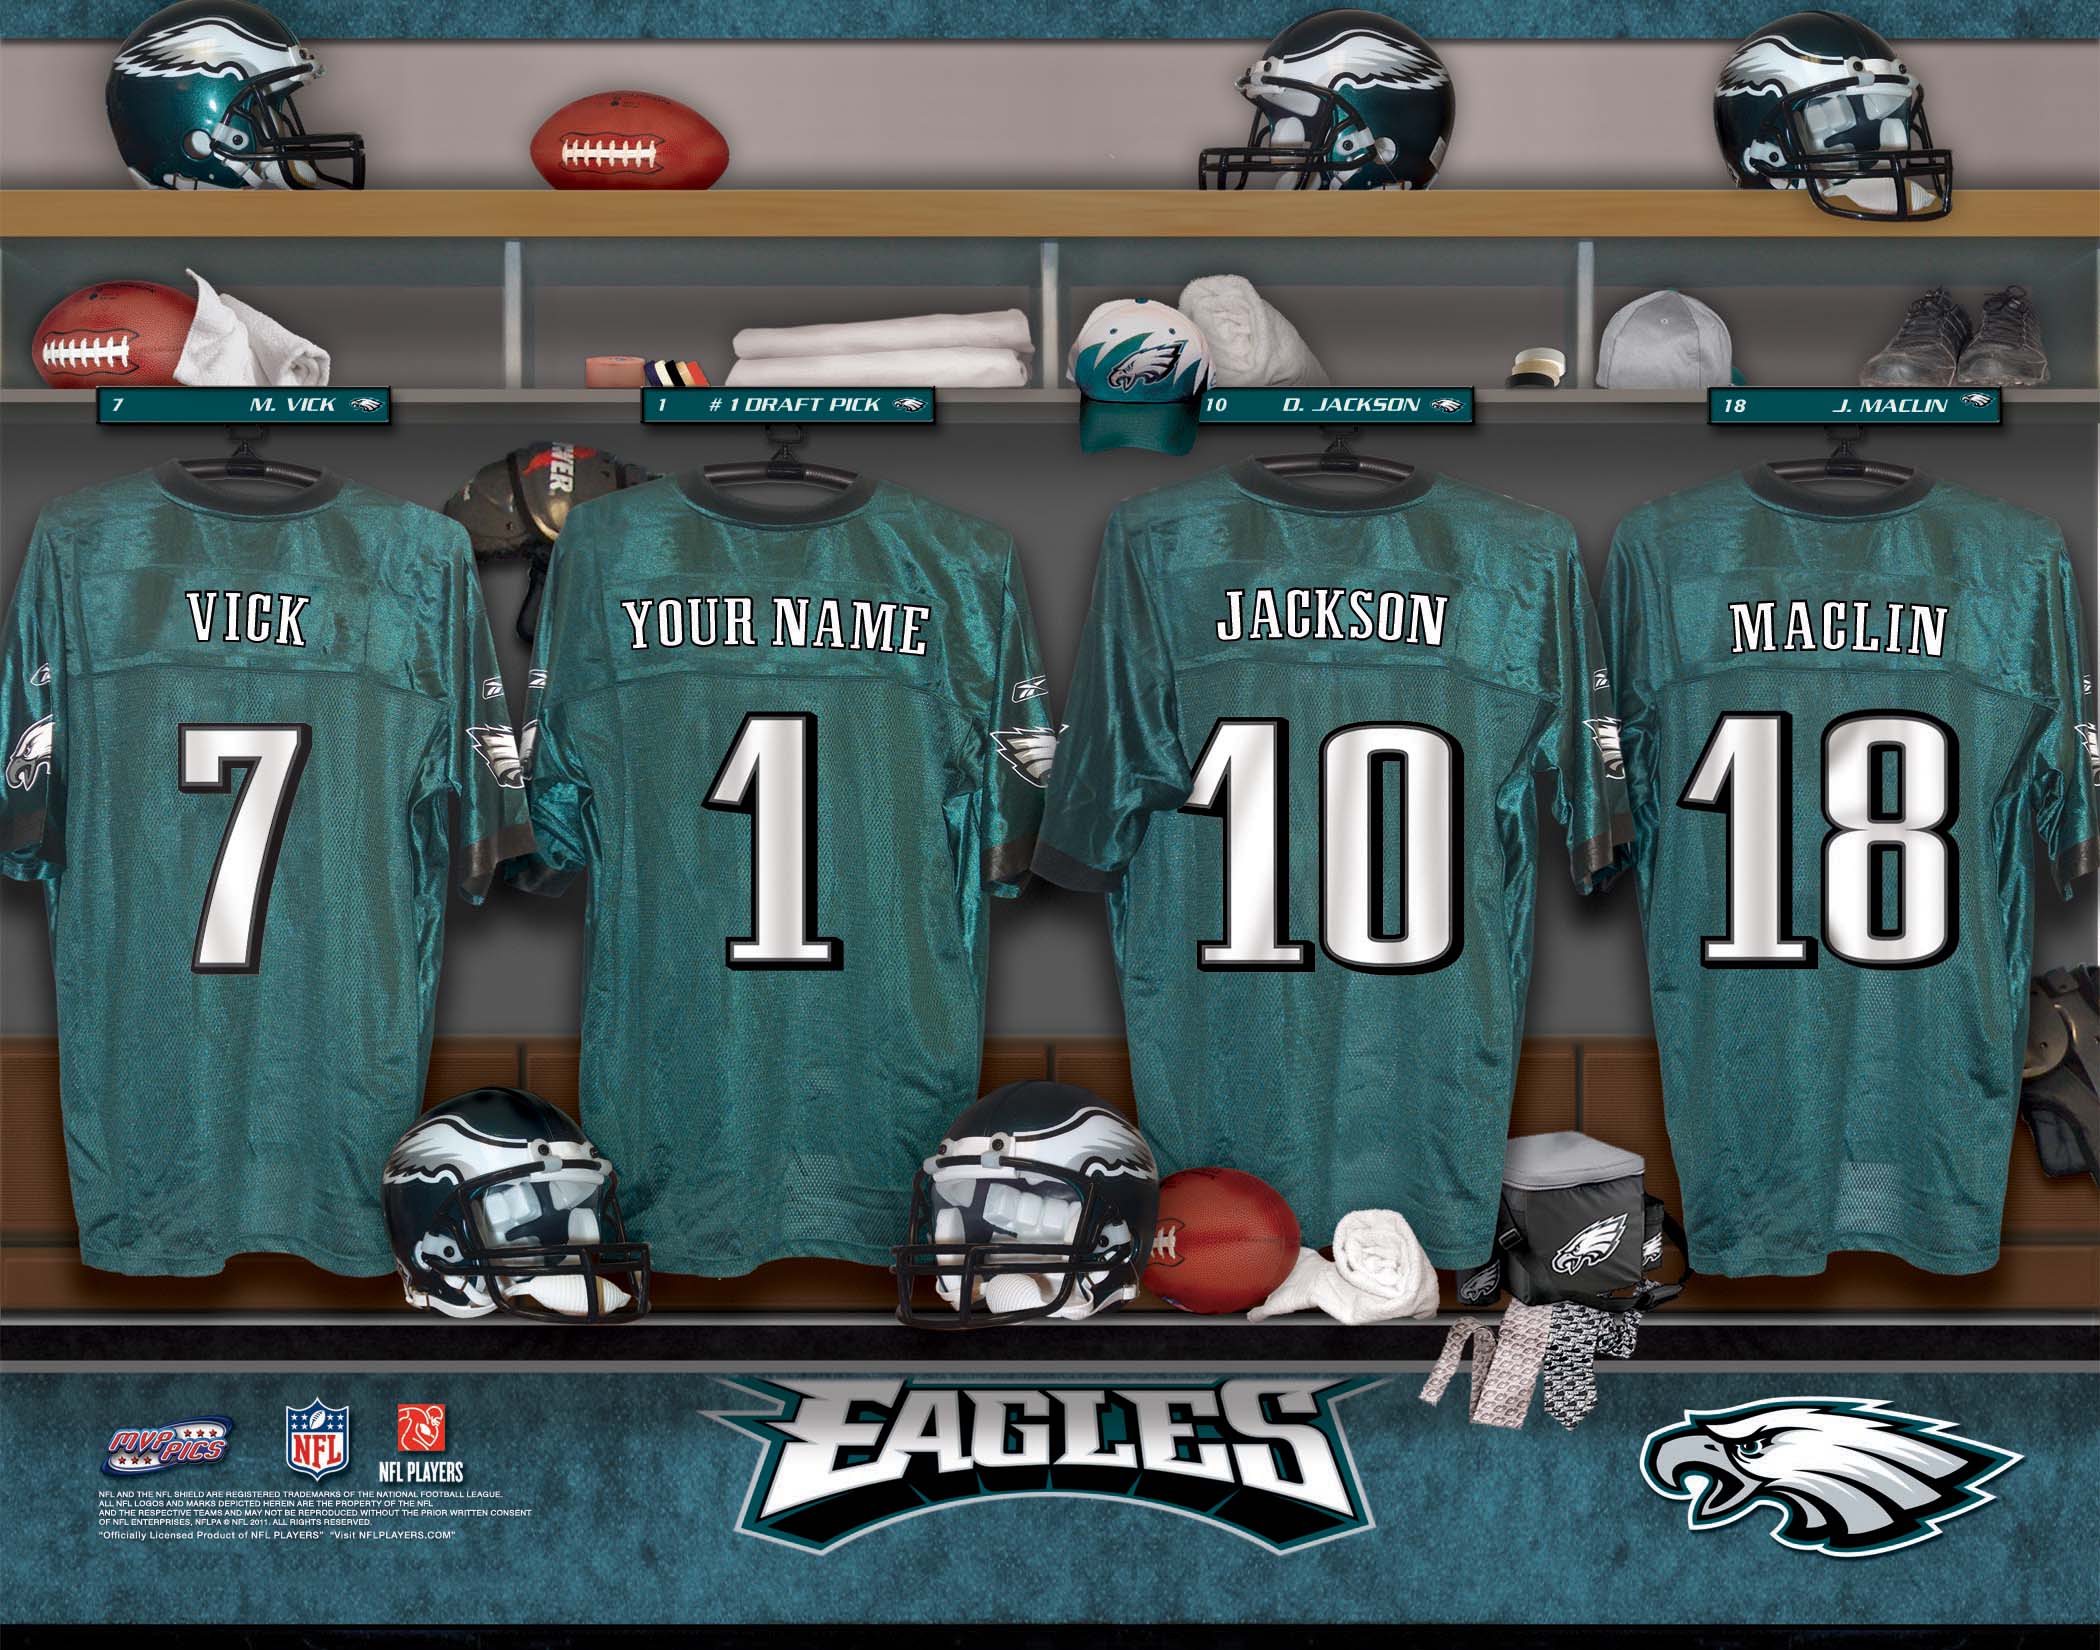 7 M. VICK
1 # 1 DRAFT PICK
10 D. JACKSON
18 J. MACLIN
VICK
YOUR NAME
JACKSON
MACLIN
7
1
10
18
EAGLES
MVP PICS
NFL
NFL PLAYERS
NFL AND THE NFL SHIELD ARE REGISTERED TRADEMARKS OF THE NATIONAL FOOTBALL LEAGUE.
ALL NFL LOGOS AND MARKS DEPICTED HEREIN ARE THE PROPERTY OF THE NFL
AND THE RESPECTIVE TEAMS AND MAY NOT BE REPRODUCED WITHOUT THE PRIOR WRITTEN CONSENT
OF NFL ENTERPRISES, NFLPA © NFL 2011. ALL RIGHTS RESERVED.
"Officially Licensed Product of NFL PLAYERS" "Visit NFLPLAYERS.COM"